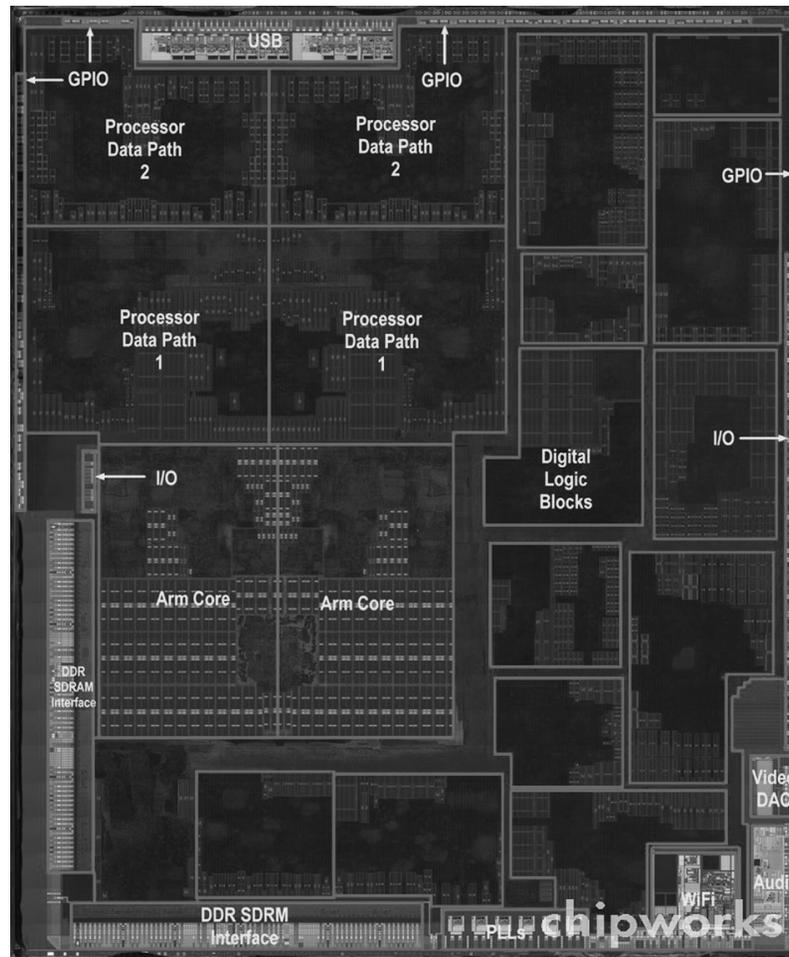 USB
GPIO
GPIO
Processor
Data Path
2
Processor
Data Path
2
GPIO
Processor
Data Path
1
Processor
Data Path
1
I/O
I/O
Digital
Logic
Blocks
Arm Core
Arm Core
DDR
SDRAM
Interface
Video
DAC
Audi
WiFi
DDR SDRM
Interface
PLLs
chipworks